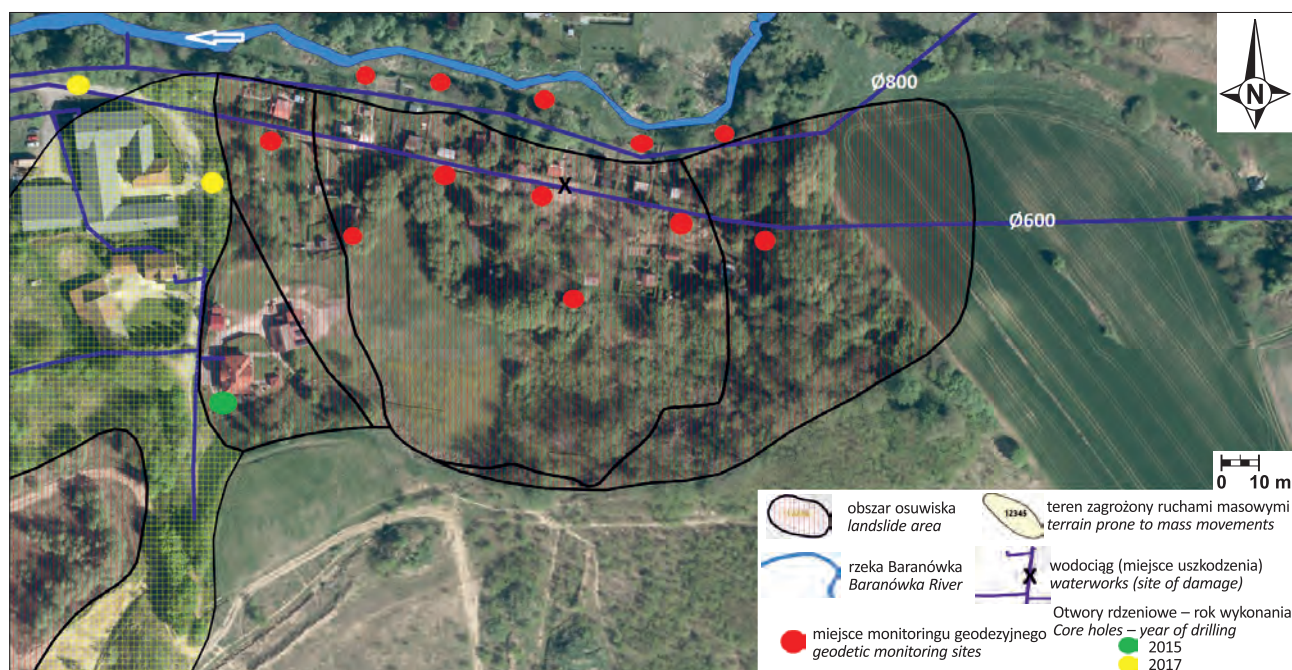 Ø800
N
Ø600
0 10 m
obszar osuwiska
landslide area
12345
teren zagrożony ruchami masowymi
terrain prone to mass movements
rzeka Baranówka
Baranówka River
X
wodociąg (miejsce uszkodzenia)
waterworks (site of damage)
miejsce monitoringu geodezyjnego
geodetic monitoring sites
Otwory rdzeniowe – rok wykonania
Core holes – year of drilling
2015
2017
X